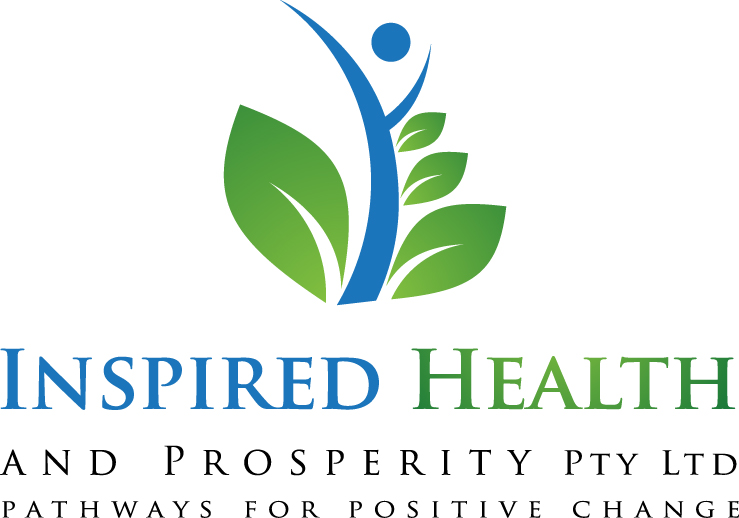 Inspired Health
and Prosperity Pty Ltd
pathways for positive change